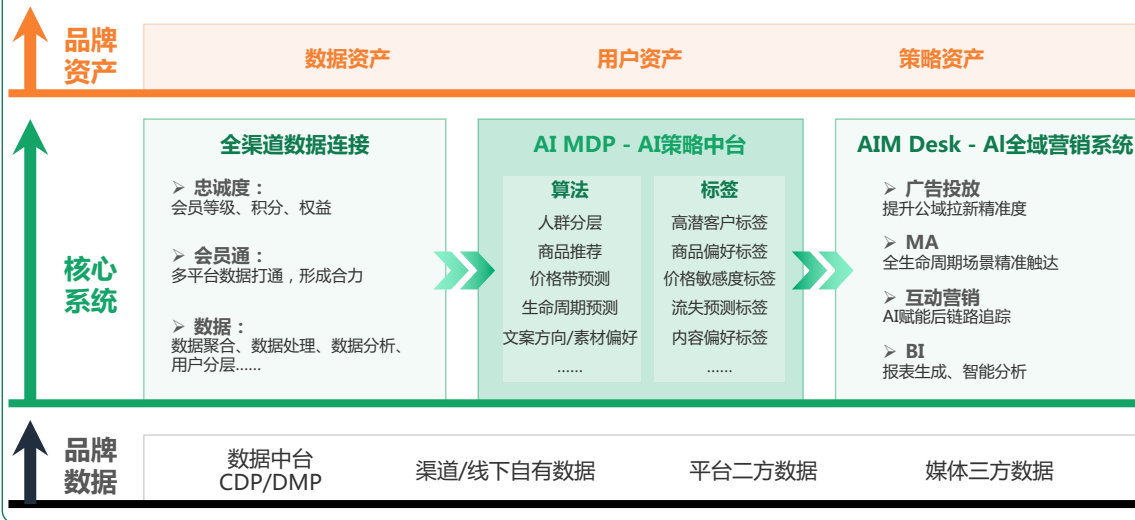 品牌
资产
数据资产
用户资产
策略资产
核心
系统
全渠道数据连接
➢ 忠诚度：
会员等级、积分、权益
➢ 会员通：
多平台数据打通，形成合力
➢ 数据：
数据聚合、数据处理、数据分析、
用户分层……
AI MDP - AI策略中台
算法
人群分层
商品推荐
价格带预测
生命周期预测
文案方向/素材偏好
……
标签
高潜客户标签
商品偏好标签
价格敏感度标签
流失预测标签
内容偏好标签
……
AIM Desk - AI全域营销系统
➢ 广告投放
提升公域拉新精准度
➢ MA
全生命周期场景精准触达
➢ 互动营销
AI赋能后链路追踪
➢ BI
报表生成、智能分析
品牌
数据
数据中台
CDP/DMP
渠道/线下自有数据
平台二方数据
媒体三方数据